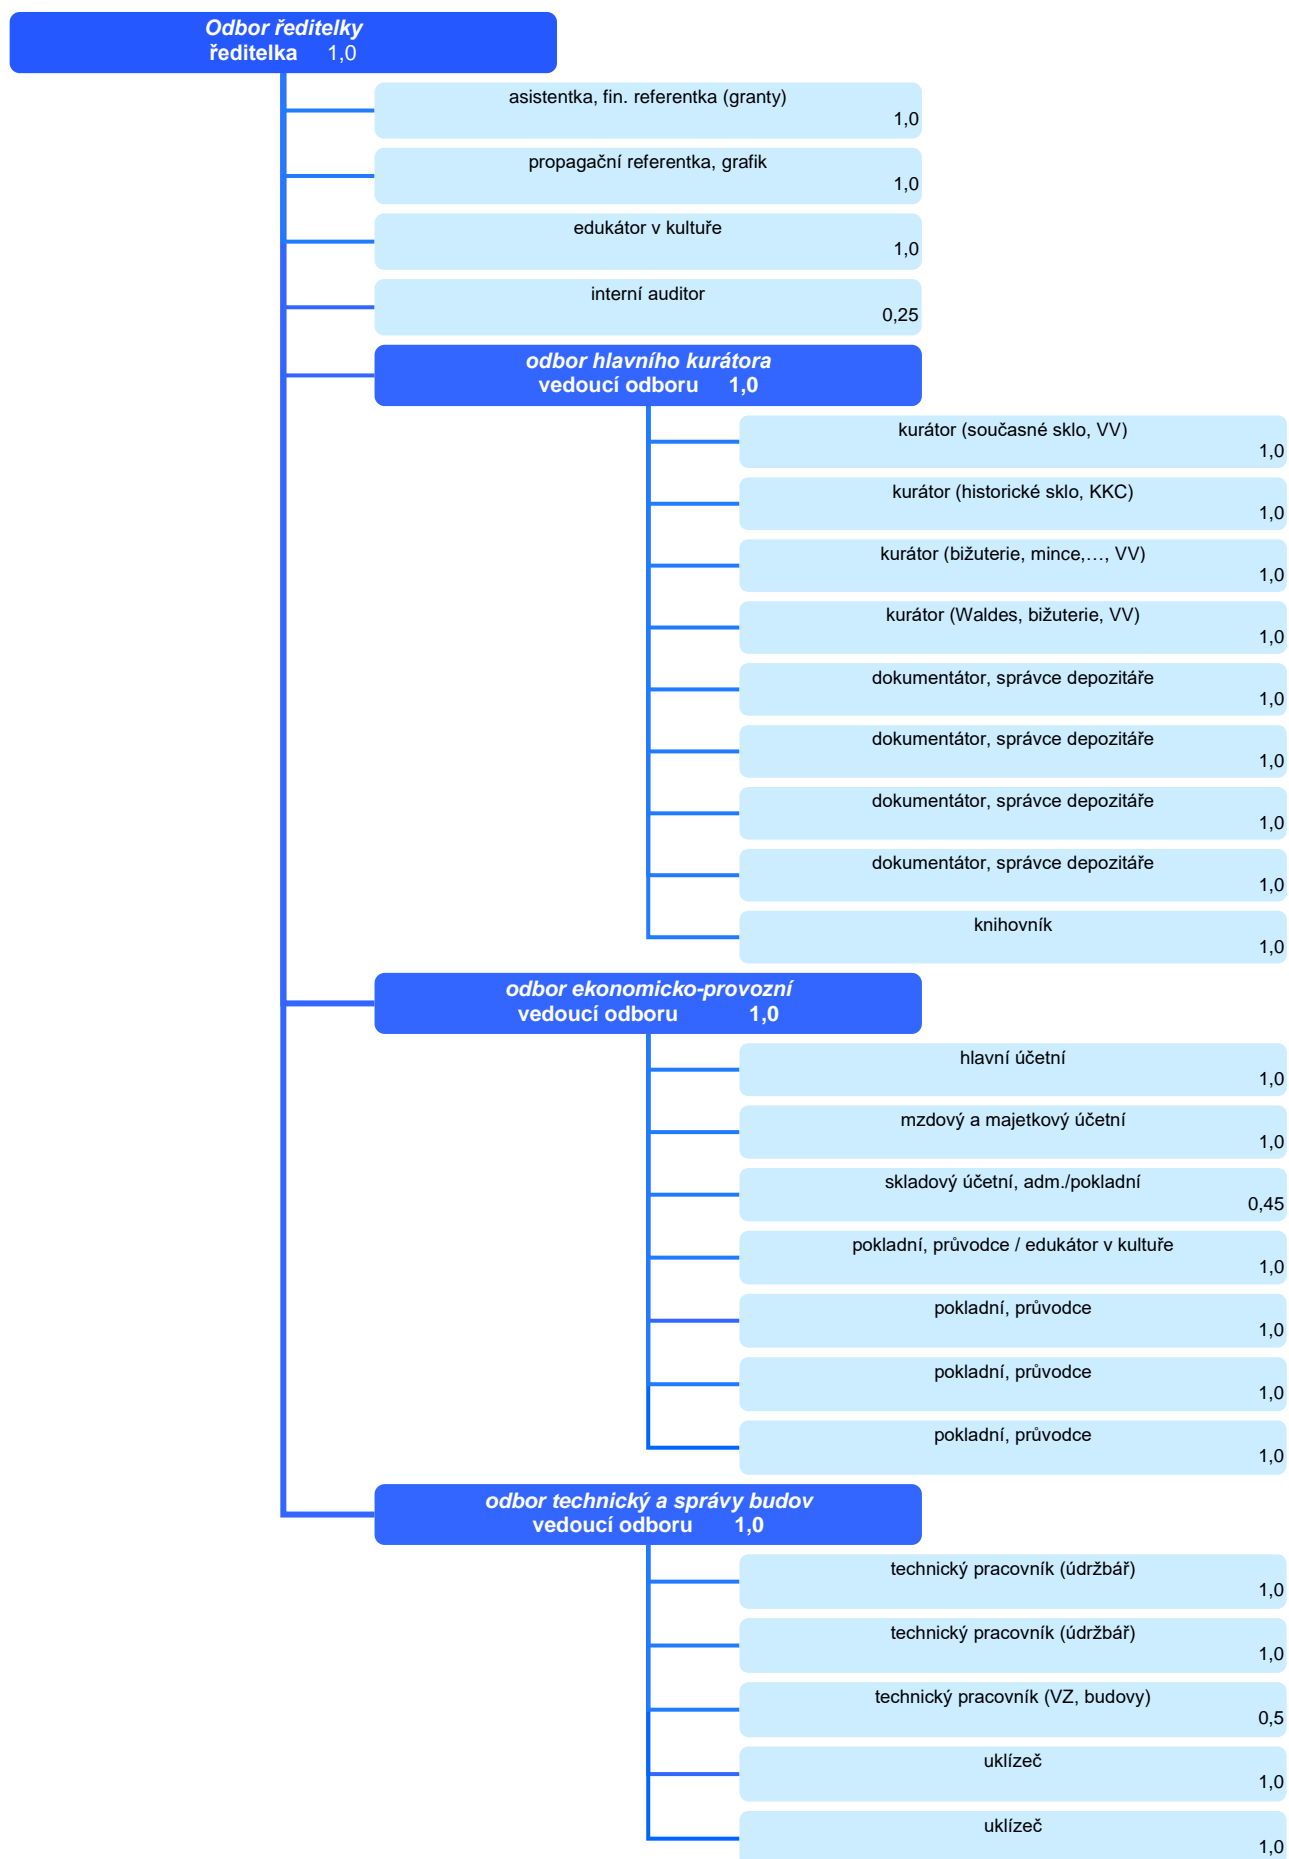 Odbor ředitelky
ředitelka 1,0
asistentka, fin. referentka (granty)
1,0
propagační referentka, grafik
1,0
edukátor v kultuře
1,0
interní auditor
0,25
odbor hlavního kurátora
vedoucí odboru 1,0
kurátor (současné sklo, VV)
1,0
kurátor (historické sklo, KKC)
1,0
kurátor (bižuterie, mince,…, VV)
1,0
kurátor (Waldes, bižuterie, VV)
1,0
dokumentátor, správce depozitáře
1,0
dokumentátor, správce depozitáře
1,0
dokumentátor, správce depozitáře
1,0
dokumentátor, správce depozitáře
1,0
knihovník
1,0
odbor ekonomicko-provozní
vedoucí odboru 1,0
hlavní účetní
1,0
mzdový a majetkový účetní
1,0
skladový účetní, adm./pokladní
0,45
pokladní, průvodce / edukátor v kultuře
1,0
pokladní, průvodce
1,0
pokladní, průvodce
1,0
pokladní, průvodce
1,0
odbor technický a správy budov
vedoucí odboru 1,0
technický pracovník (údržbář)
1,0
technický pracovník (údržbář)
1,0
technický pracovník (VZ, budovy)
0,5
uklízeč
1,0
uklízeč
1,0